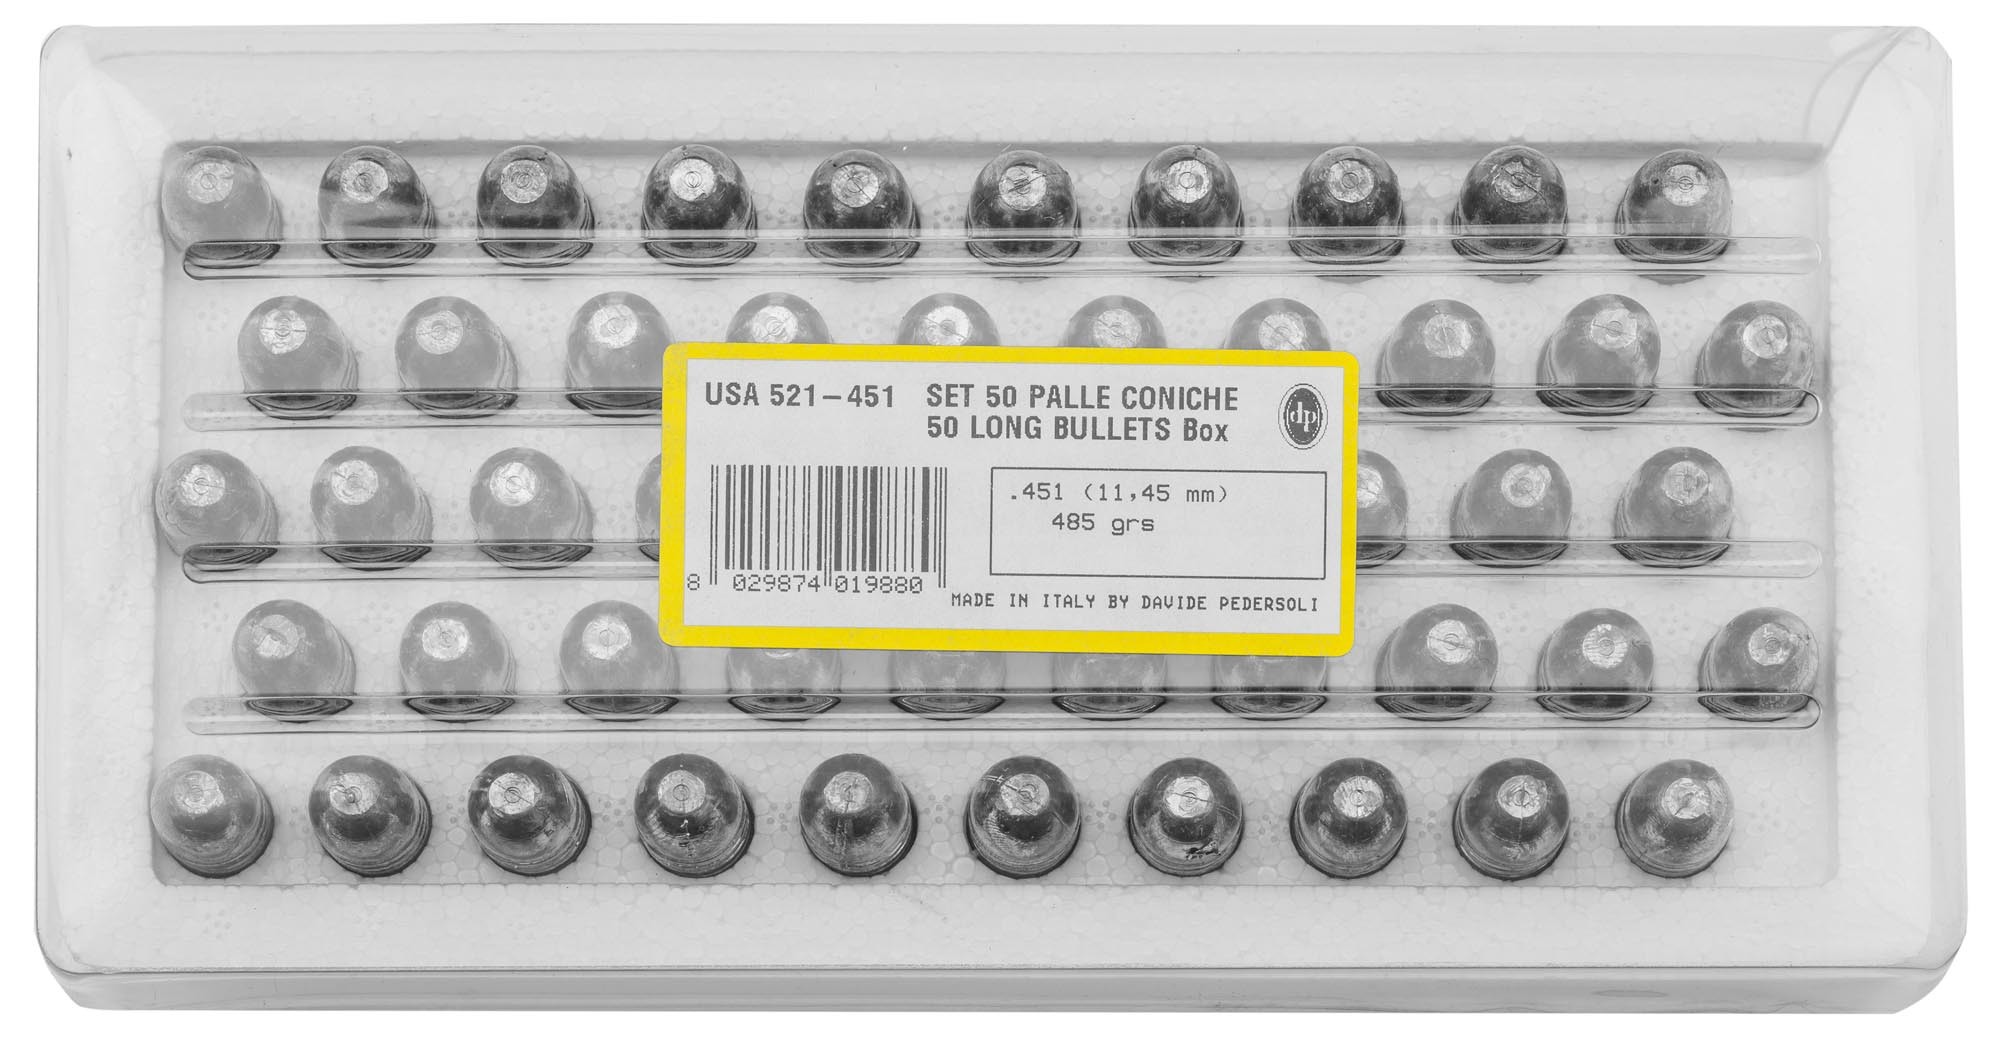 USA 521-451 SET 50 PALLE CONICHE
50 LONG BULLETS Box
dp
.451 (11,45 mm)
485 grs
8 029874 019880
MADE IN ITALY BY DAVIDE PEDERSOLI